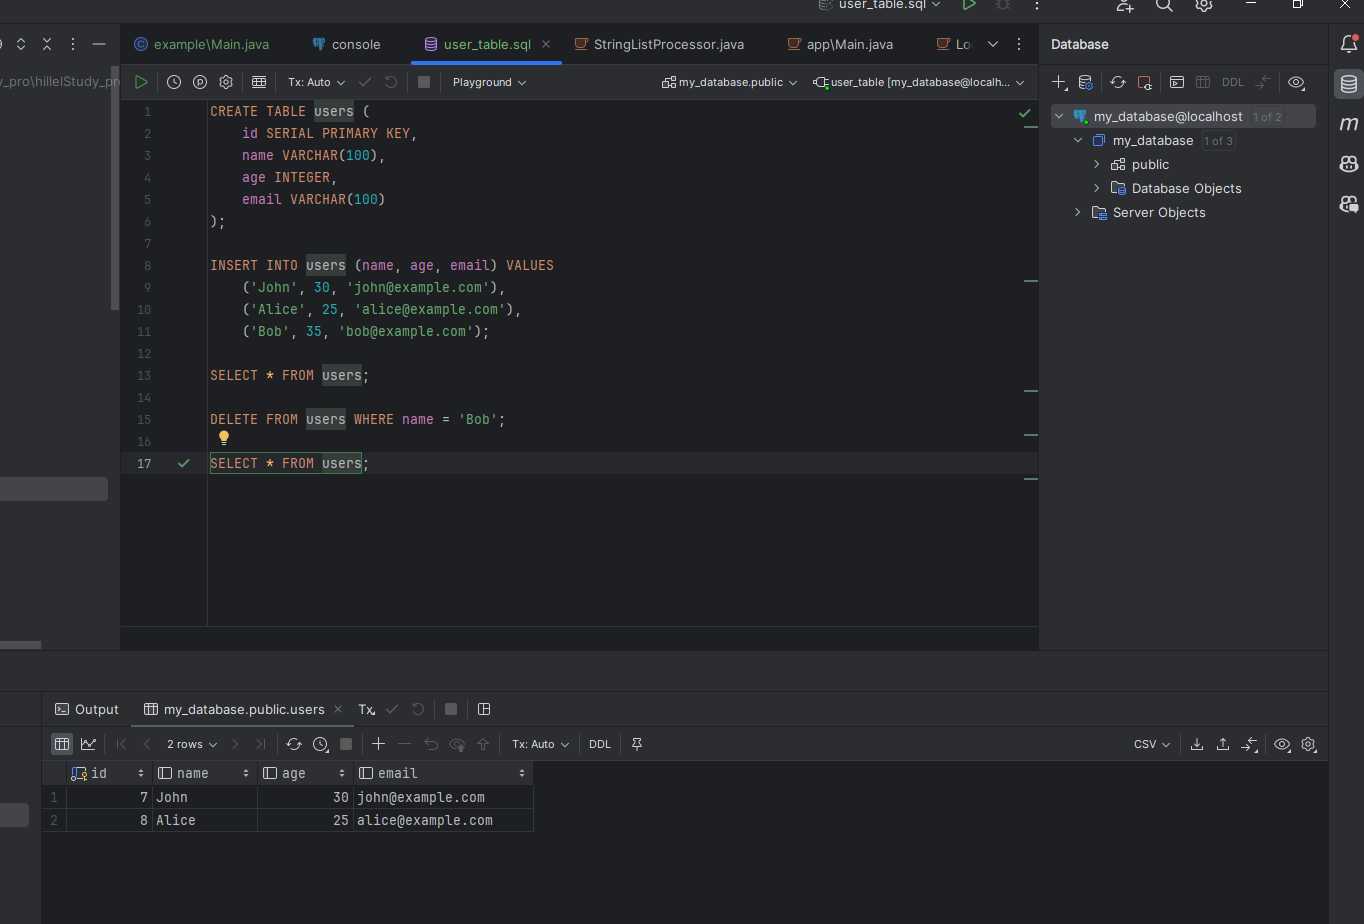 user_table.sql
example\Main.java
console
user_table.sql
StringListProcessor.java
app\Main.java
Lo
Database
_pro\hillelStudy_pro
Tx: Auto
Playground
my_database.public
user_table [my_database@localh...
DDL
1 CREATE TABLE users (
2 id SERIAL PRIMARY KEY,
3 name VARCHAR(100),
4 age INTEGER,
5 email VARCHAR(100)
6 );
7
8 INSERT INTO users (name, age, email) VALUES
9 ('John', 30, 'john@example.com'),
10 ('Alice', 25, 'alice@example.com'),
11 ('Bob', 35, 'bob@example.com');
12
13 SELECT * FROM users;
14
15 DELETE FROM users WHERE name = 'Bob';
16
17 SELECT * FROM users;
my_database@localhost 1 of 2
my_database 1 of 3
public
Database Objects
Server Objects
m
Output
my_database.public.users
Tx
2 rows
Tx: Auto
DDL
CSV
id name age email
1 7 John 30 john@example.com
2 8 Alice 25 alice@example.com